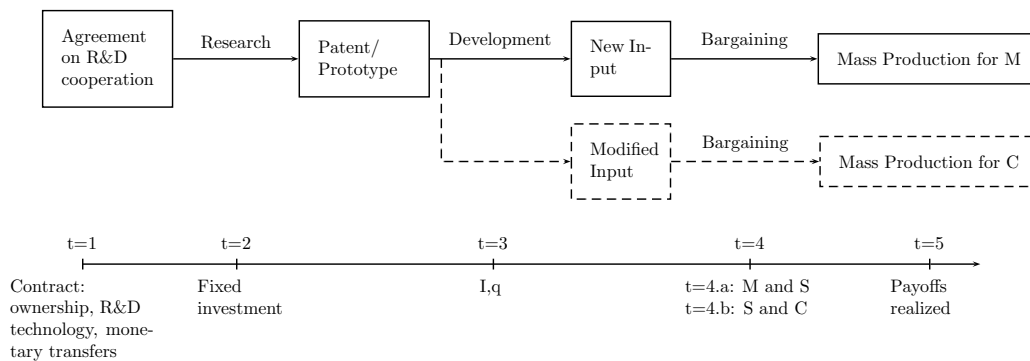 Agreement
on R&D
cooperation
Research
Patent/
Prototype
Development
New In-
put
Bargaining
Mass Production for M
Modified
Input
Bargaining
Mass Production for C
t=1
t=2
t=3
t=4
t=5
Contract:
ownership, R&D
technology, mone-
tary transfers
Fixed
investment
I,q
t=4.a: M and S
t=4.b: S and C
Payoffs
realized